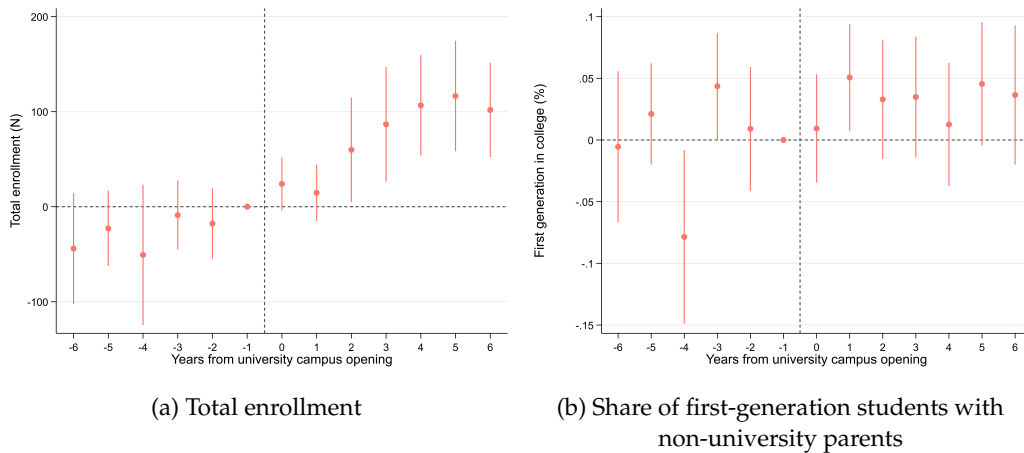 Total enrollment (N)
200
100
0
-100
-6 -5 -4 -3 -2 -1 0 1 2 3 4 5 6
Years from university campus opening
(a) Total enrollment
First generation in college (%)
.1
.05
0
-.05
-.1
-.15
-6 -5 -4 -3 -2 -1 0 1 2 3 4 5 6
Years from university campus opening
(b) Share of first-generation students with
non-university parents